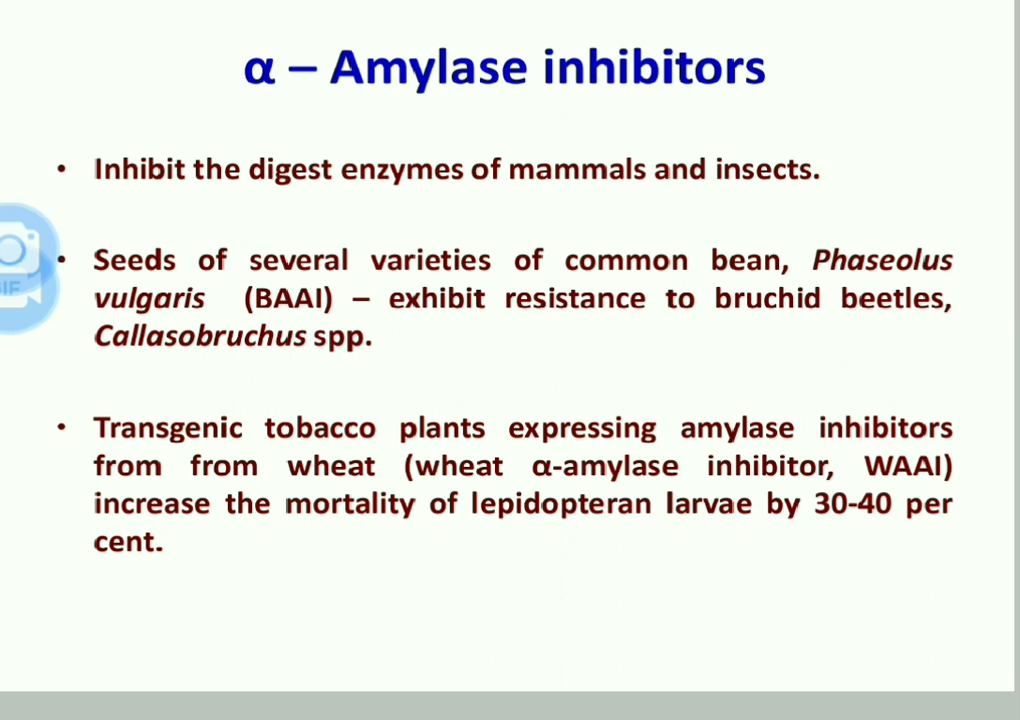 α – Amylase inhibitors
• Inhibit the digest enzymes of mammals and insects.
• Seeds of several varieties of common bean, Phaseolus
vulgaris (BAAI) – exhibit resistance to bruchid beetles,
Callasobruchus spp.
• Transgenic tobacco plants expressing amylase inhibitors
from from wheat (wheat α-amylase inhibitor, WAAI)
increase the mortality of lepidopteran larvae by 30-40 per
cent.